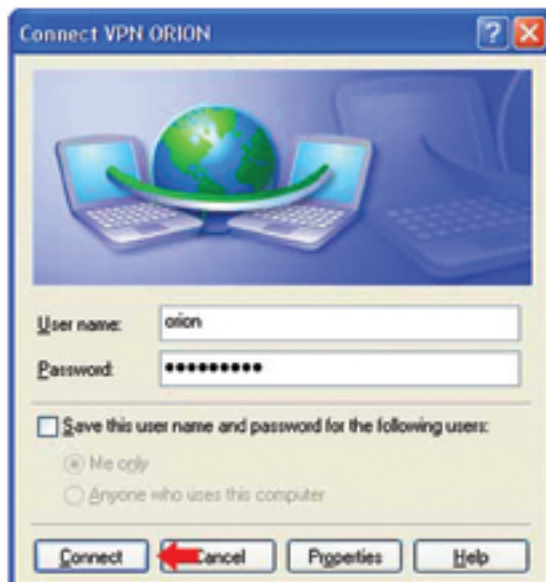 Connect VPN ORION
User name: orion
Password: •••••••••
Save this user name and password for the following users:
Me only
Anyone who uses this computer
Connect Cancel Properties Help